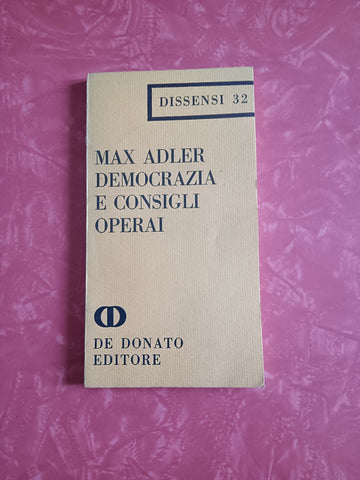 DISSENSI 32
MAX ADLER
DEMOCRAZIA
E CONSIGLI
OPERAI
DE DONATO
EDITORE